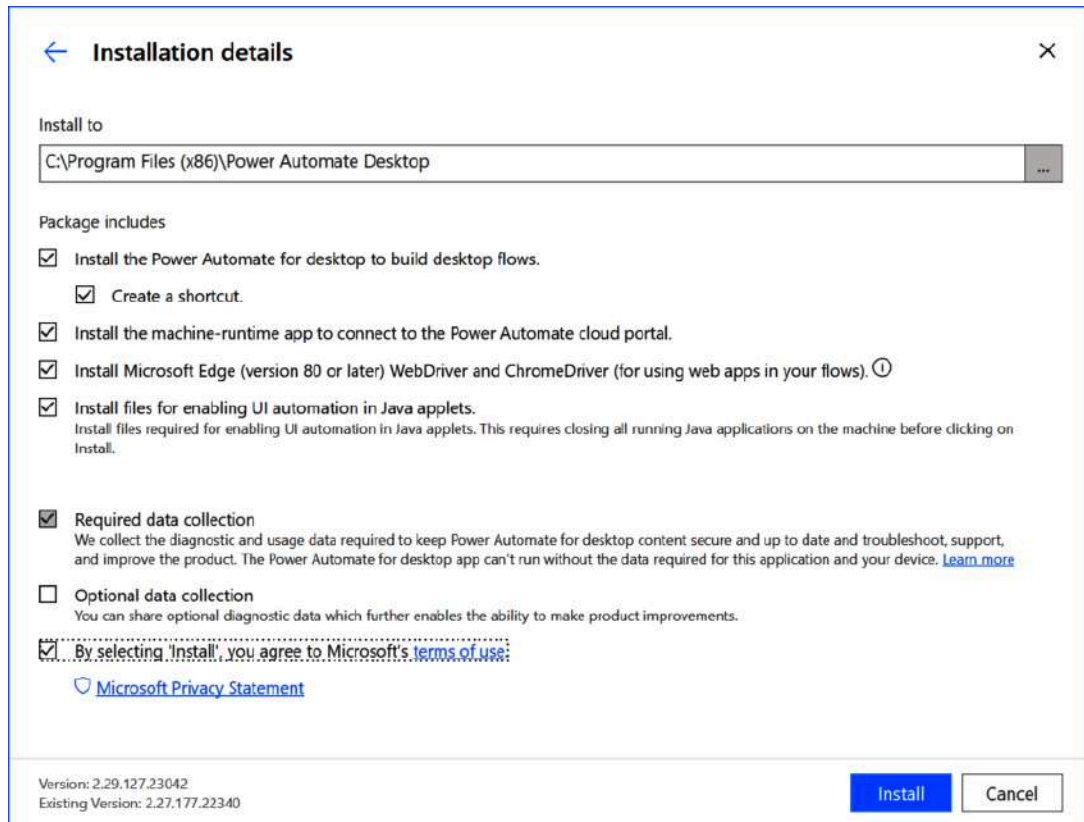 Installation details
Install to
C:\Program Files (x86)\Power Automate Desktop
...
Package includes
Install the Power Automate for desktop to build desktop flows.
Create a shortcut.
Install the machine-runtime app to connect to the Power Automate cloud portal.
Install Microsoft Edge (version 80 or later) WebDriver and ChromeDriver (for using web apps in your flows).
Install files for enabling UI automation in Java applets.
Install files required for enabling UI automation in Java applets. This requires closing all running Java applications on the machine before clicking on
Install.
Required data collection
We collect the diagnostic and usage data required to keep Power Automate for desktop content secure and up to date and troubleshoot, support,
and improve the product. The Power Automate for desktop app can't run without the data required for this application and your device. Learn more
Optional data collection
You can share optional diagnostic data which further enables the ability to make product improvements.
By selecting 'Install', you agree to Microsoft's terms of use.
Microsoft Privacy Statement
Version: 2.29.127.23042
Existing Version: 2.27.177.22340
Install
Cancel